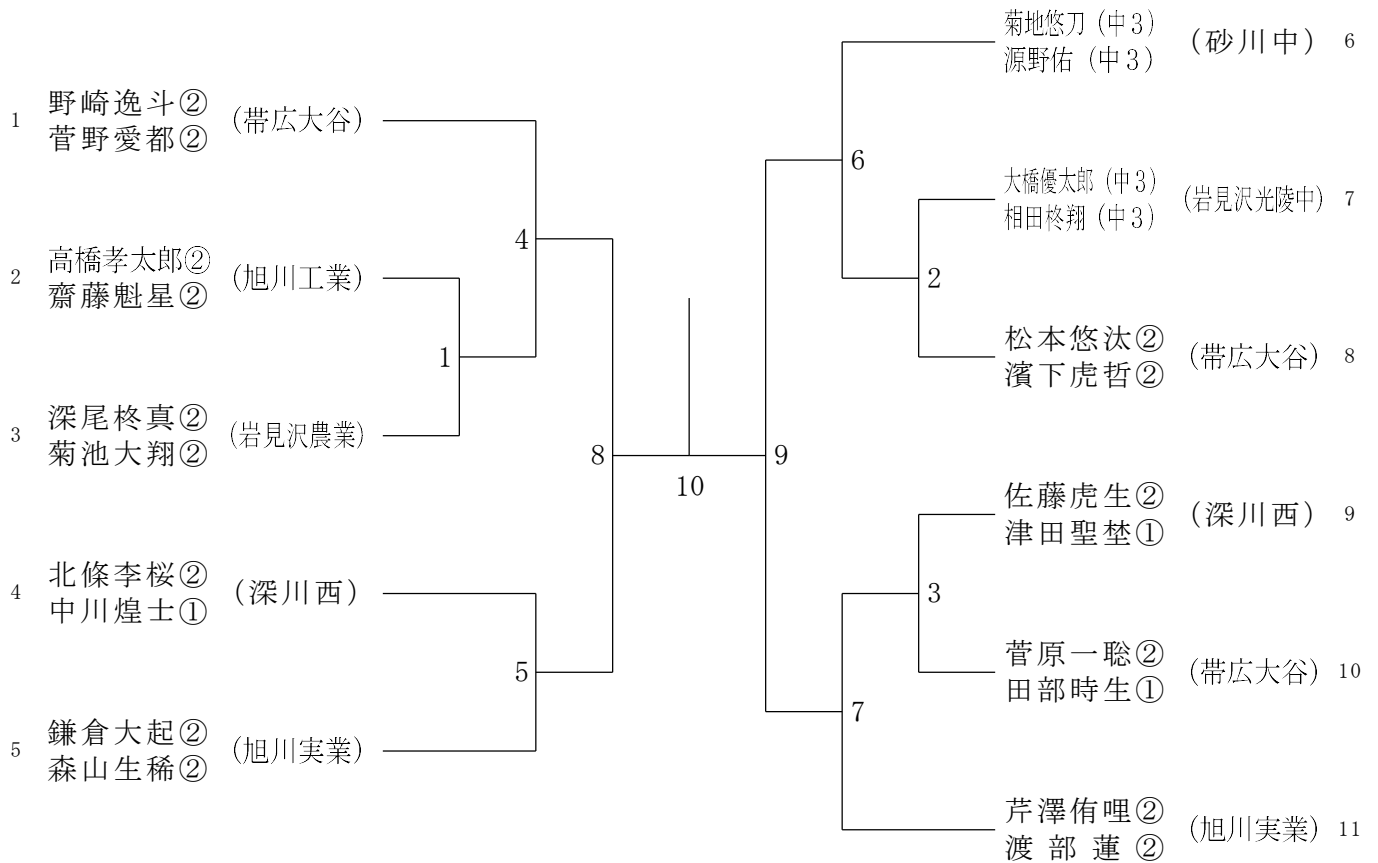 1 野崎逸斗② (帯広大谷)
菅野愛都②
2 高橋孝太郎② (旭川工業)
齋藤魁星②
3 深尾柊真② (岩見沢農業)
菊池大翔②
4 北條李桜② (深川西)
中川煌士①
5 鎌倉大起② (旭川実業)
森山生稀②
4
1
8
5
10
9
6
2
3
7
菊地悠刀(中3) (砂川中) 6
源野佑(中3)
大橋優太郎(中3) (岩見沢光陵中) 7
相田柊翔(中3)
松本悠汰② (帯広大谷) 8
濱下虎哲②
佐藤虎生② (深川西) 9
津田聖埜①
菅原一聡② (帯広大谷) 10
田部時生①
芹澤侑哩② (旭川実業) 11
渡部蓮②